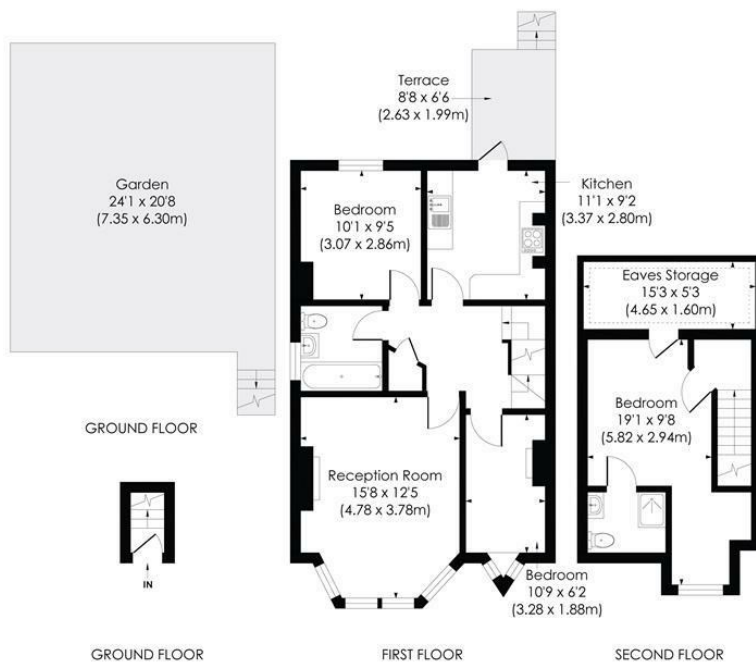 Terrace
8'8 x 6'6
(2.63 x 1.99m)
Garden
24'1 x 20'8
(7.35 x 6.30m)
Bedroom
10'1 x 9'5
(3.07 x 2.86m)
Kitchen
11'1 x 9'2
(3.37 x 2.80m)
Eaves Storage
15'3 x 5'3
(4.65 x 1.60m)
Bedroom
19'1 x 9'8
(5.82 x 2.94m)
GROUND FLOOR
Reception Room
15'8 x 12'5
(4.78 x 3.78m)
Bedroom
10'9 x 6'2
(3.28 x 1.88m)
IN
GROUND FLOOR
FIRST FLOOR
SECOND FLOOR